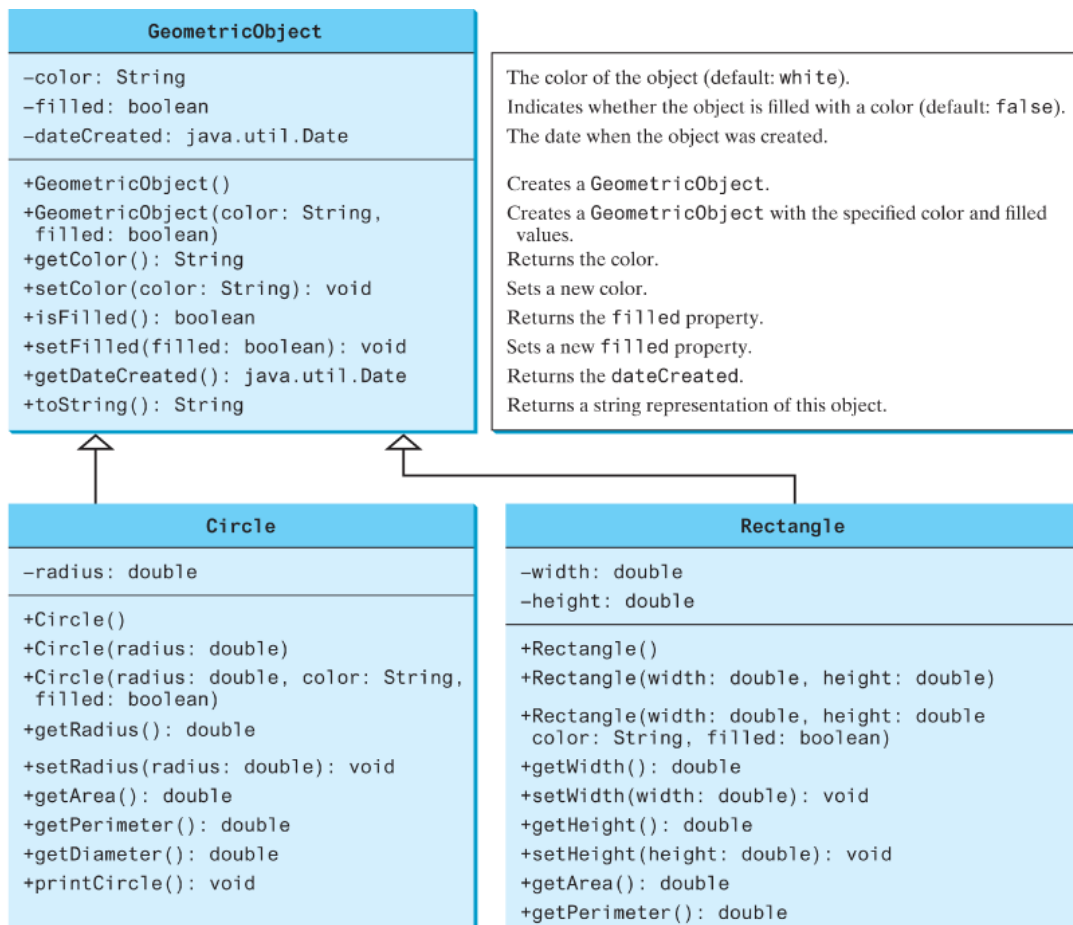 GeometricObject
–color: String
–filled: boolean
–dateCreated: java.util.Date
+GeometricObject()
+GeometricObject(color: String,
filled: boolean)
+getColor(): String
+setColor(color: String): void
+isFilled(): boolean
+setFilled(filled: boolean): void
+getDateCreated(): java.util.Date
+toString(): String
The color of the object (default: white).
Indicates whether the object is filled with a color (default: false).
The date when the object was created.
Creates a GeometricObject.
Creates a GeometricObject with the specified color and filled
values.
Returns the color.
Sets a new color.
Returns the filled property.
Sets a new filled property.
Returns the dateCreated.
Returns a string representation of this object.
Circle
–radius: double
+Circle()
+Circle(radius: double)
+Circle(radius: double, color: String,
filled: boolean)
+getRadius(): double
+setRadius(radius: double): void
+getArea(): double
+getPerimeter(): double
+getDiameter(): double
+printCircle(): void
Rectangle
–width: double
–height: double
+Rectangle()
+Rectangle(width: double, height: double)
+Rectangle(width: double, height: double
color: String, filled: boolean)
+getWidth(): double
+setWidth(width: double): void
+getHeight(): double
+setHeight(height: double): void
+getArea(): double
+getPerimeter(): double